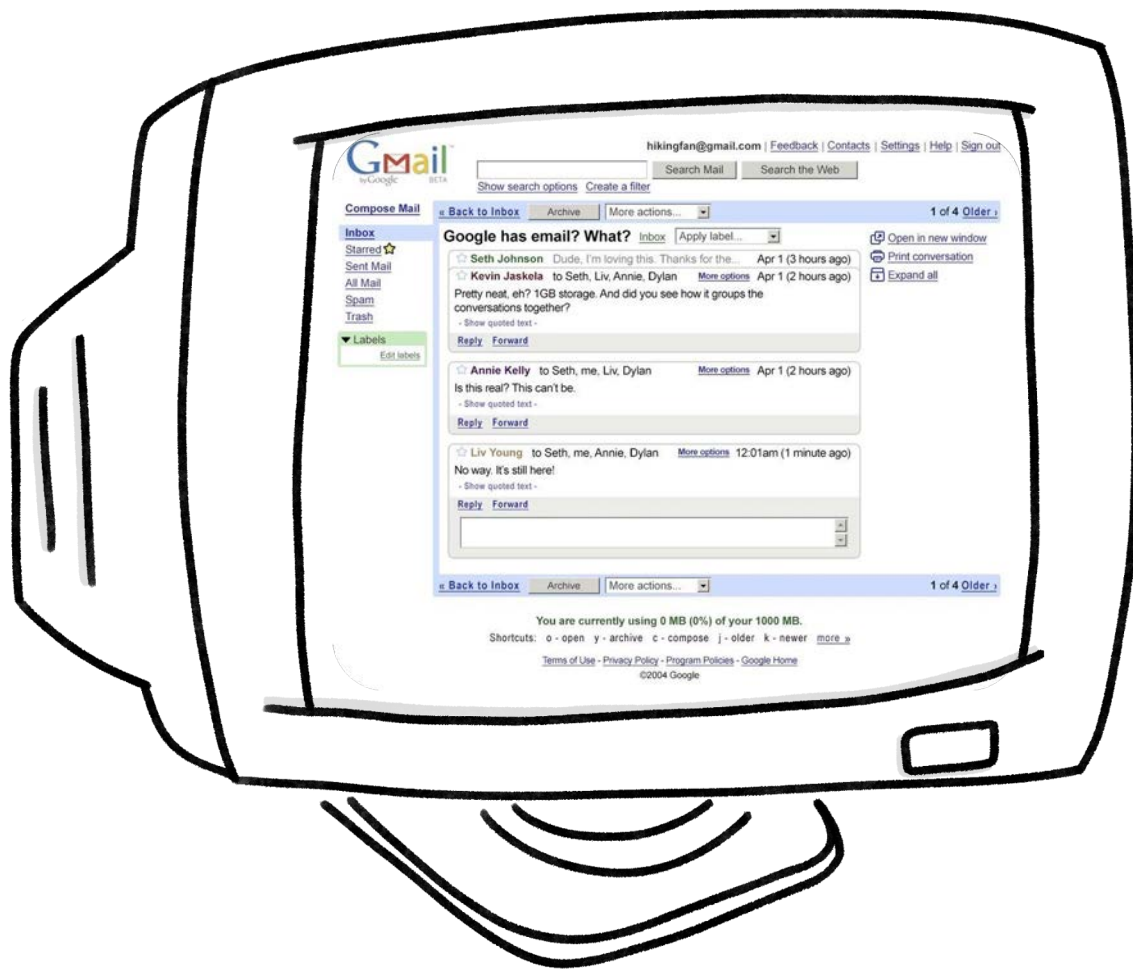 hikingfan@gmail.com | Feedback | Contacts | Settings | Help | Sign out
Gmail™
by Google BETA
Search Mail Search the Web
Show search options Create a filter
Compose Mail
Inbox
Starred
Sent Mail
All Mail
Spam
Trash
Labels
Edit labels
« Back to Inbox Archive More actions... 1 of 4 Older ›
Google has email? What? Inbox Apply label...
Open in new window
Print conversation
Expand all
Seth Johnson Dude, I'm loving this. Thanks for the... Apr 1 (3 hours ago)
Kevin Jaskela to Seth, Liv, Annie, Dylan More options Apr 1 (2 hours ago)
Pretty neat, eh? 1GB storage. And did you see how it groups the
conversations together?
- Show quoted text -
Reply Forward
Annie Kelly to Seth, me, Liv, Dylan More options Apr 1 (2 hours ago)
Is this real? This can't be.
- Show quoted text -
Reply Forward
Liv Young to Seth, me, Annie, Dylan More options 12:01am (1 minute ago)
No way. It's still here!
- Show quoted text -
Reply Forward
« Back to Inbox Archive More actions... 1 of 4 Older ›
You are currently using 0 MB (0%) of your 1000 MB.
Shortcuts: o - open y - archive c - compose j - older k - newer more »
Terms of Use - Privacy Policy - Program Policies - Google Home
©2004 Google